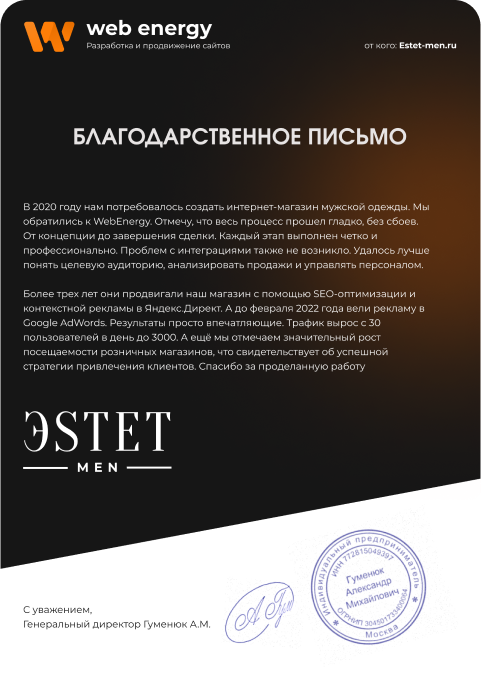 web energy
Разработка и продвижение сайтов
от кого: Estet-men.ru
БЛАГОДАРСТВЕННОЕ ПИСЬМО
В 2020 году нам потребовалось создать интернет-магазин мужской одежды. Мы
обратились к WebEnergy. Отмечу, что весь процесс прошел гладко, без сбоев.
От концепции до завершения сделки. Каждый этап выполнен четко и
профессионально. Проблем с интеграциями также не возникло. Удалось лучше
понять целевую аудиторию, анализировать продажи и управлять персоналом.
Более трех лет они продвигали наш магазин с помощью SEO-оптимизации и
контекстной рекламы в Яндекс.Директ. А до февраля 2022 года вели рекламу в
Google AdWords. Результаты просто впечатляющие. Трафик вырос с 30
пользователей в день до 3000. А ещё мы отмечаем значительный рост
посещаемости розничных магазинов, что свидетельствует об успешной
стратегии привлечения клиентов. Спасибо за проделанную работу
ЭSTET
MEN
Индивидуальный предприниматель
ИНН 772815049397
Гуменюк
Александр
Михайлович
ОГРНИП 304501733400064
Москва
С уважением,
Генеральный директор Гуменюк А.М.